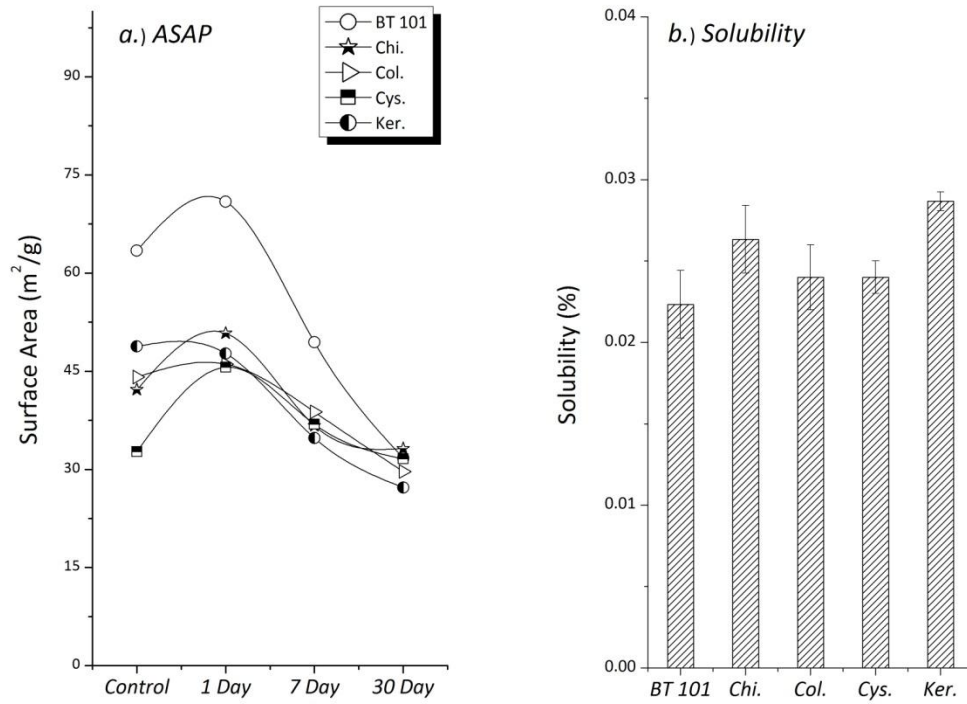 a.) ASAP
BT 101
Chi.
Col.
Cys.
Ker.
90
75
60
45
30
15
0
Surface Area (m²/g)
Control 1 Day 7 Day 30 Day
b.) Solubility
0.04
0.03
0.02
0.01
0.00
Solubility (%)
BT 101 Chi. Col. Cys. Ker.